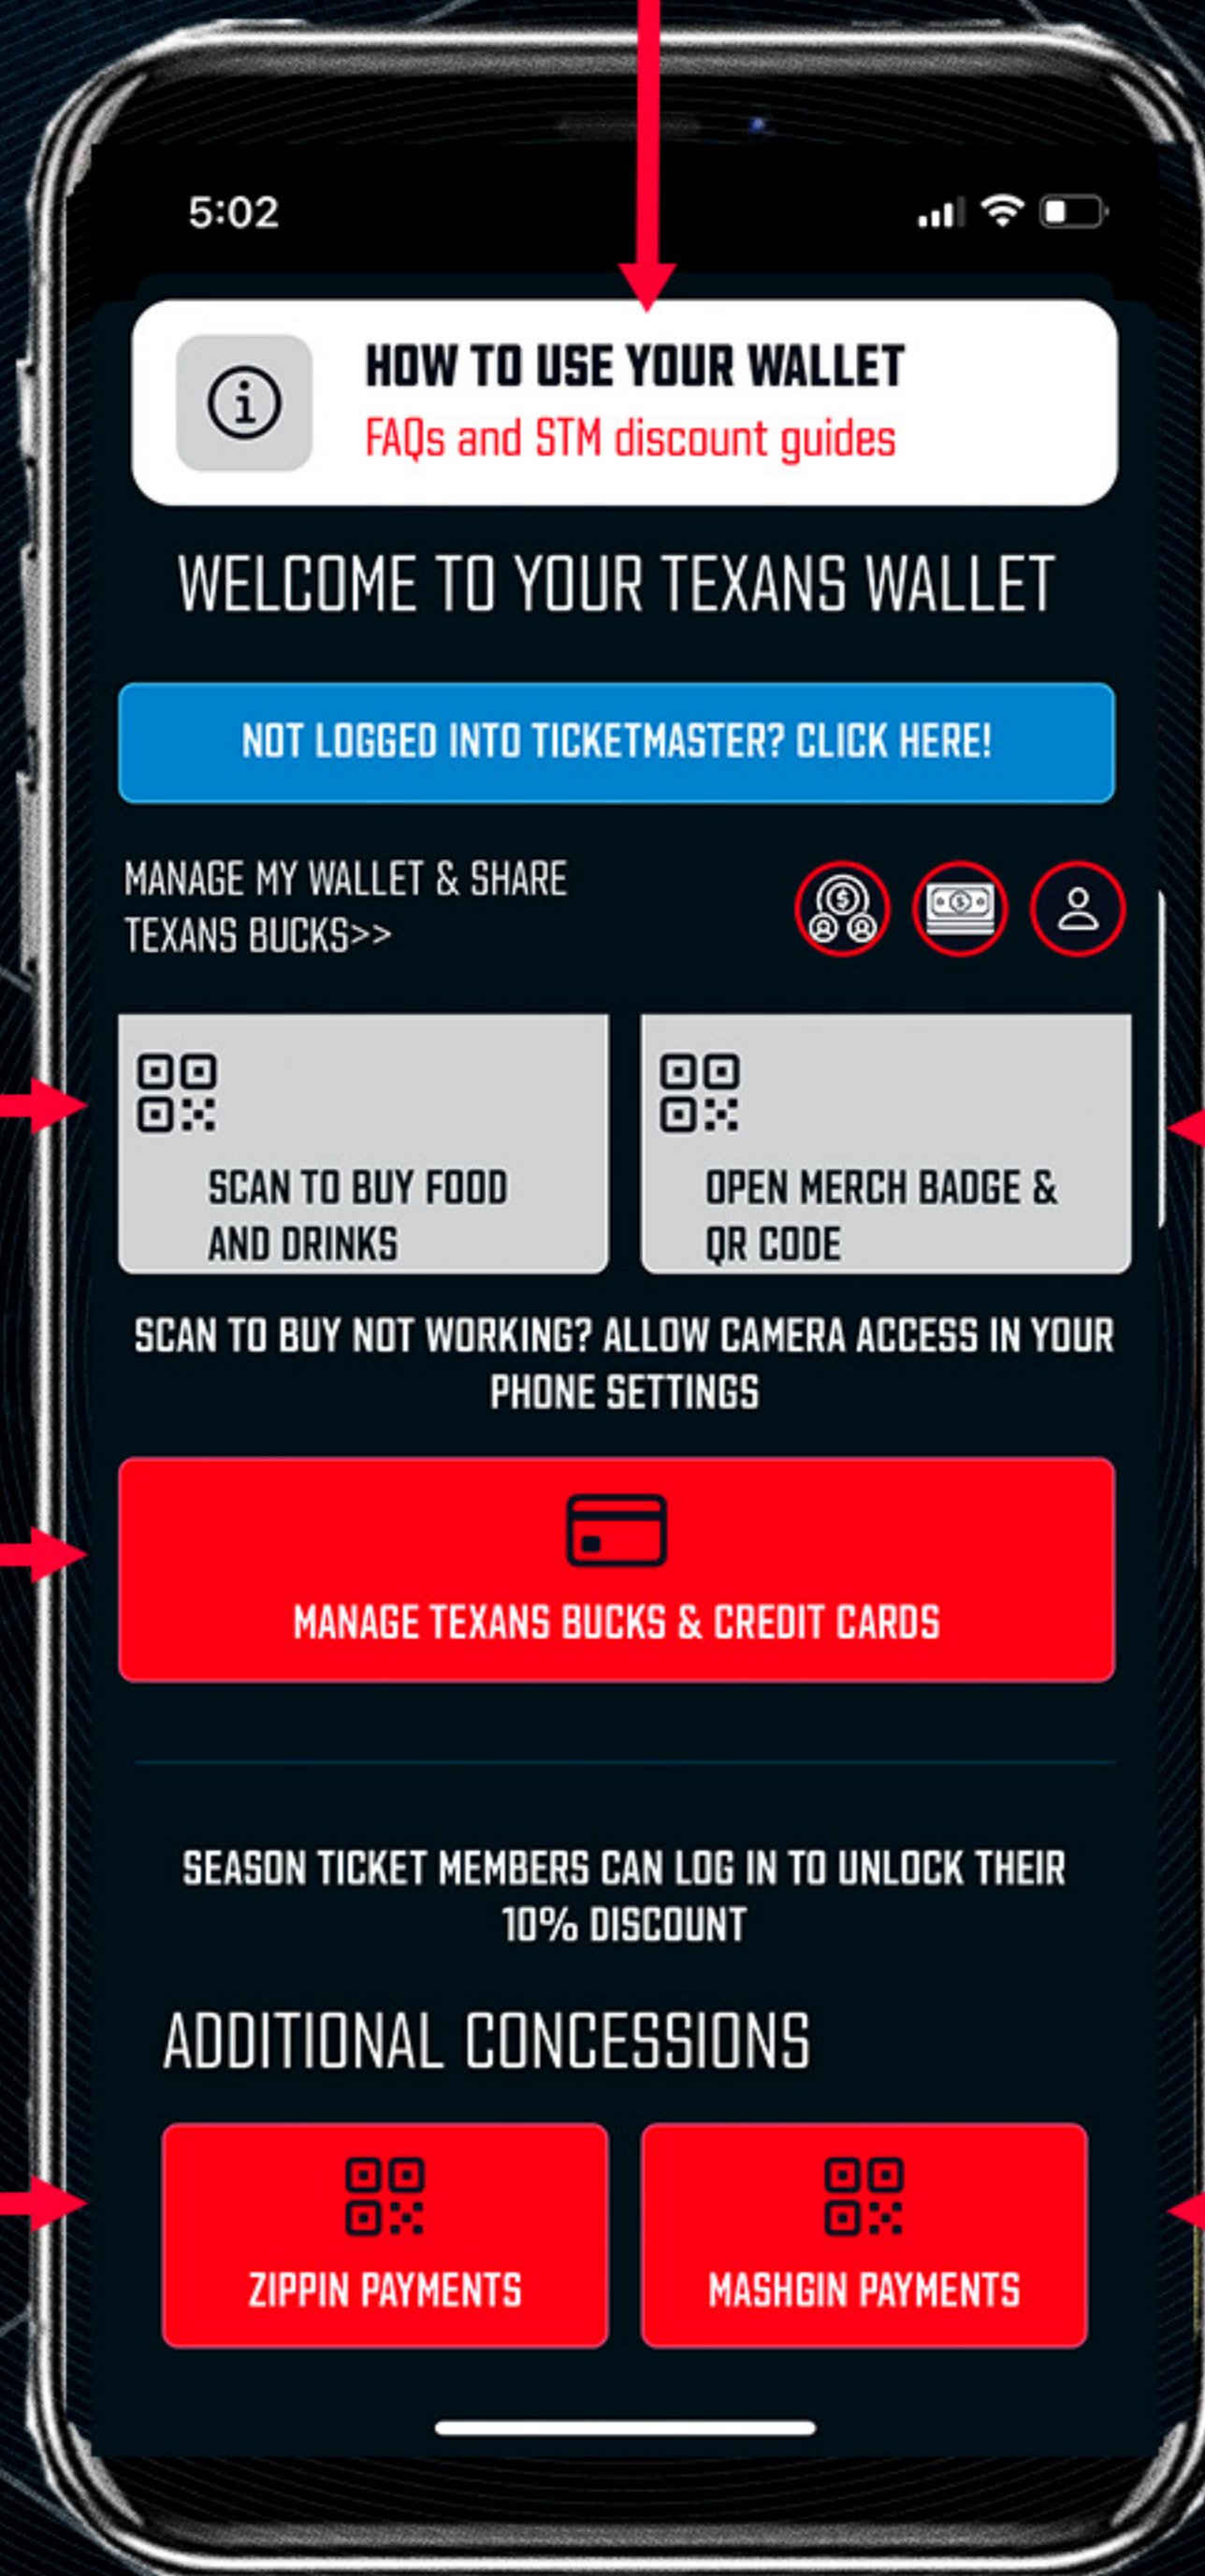 5:02
HOW TO USE YOUR WALLET
FAQs and STM discount guides
WELCOME TO YOUR TEXANS WALLET
NOT LOGGED INTO TICKETMASTER? CLICK HERE!
MANAGE MY WALLET & SHARE
TEXANS BUCKS>>
SCAN TO BUY FOOD
AND DRINKS
OPEN MERCH BADGE &
QR CODE
SCAN TO BUY NOT WORKING? ALLOW CAMERA ACCESS IN YOUR
PHONE SETTINGS
MANAGE TEXANS BUCKS & CREDIT CARDS
SEASON TICKET MEMBERS CAN LOG IN TO UNLOCK THEIR
10% DISCOUNT
ADDITIONAL CONCESSIONS
ZIPPIN PAYMENTS
MASHGIN PAYMENTS